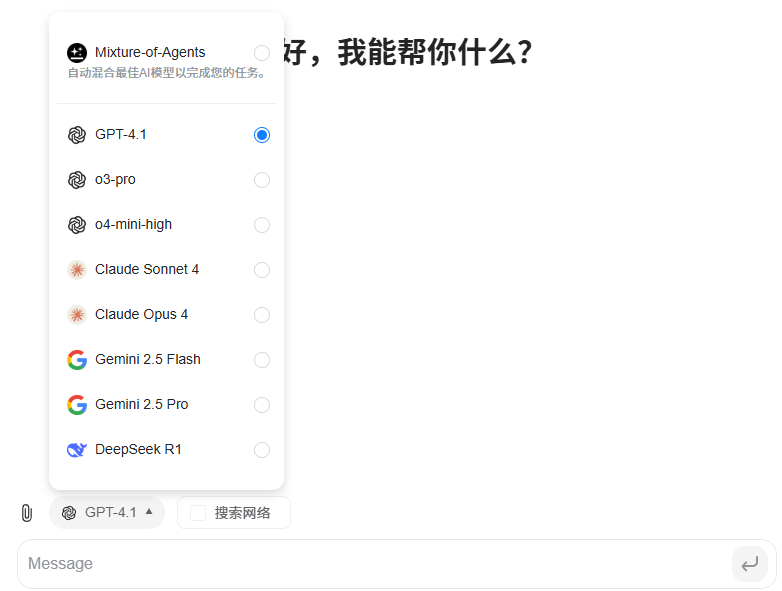 好，我能帮你什么？
Mixture-of-Agents
自动混合最佳AI模型以完成您的任务。
GPT-4.1
o3-pro
o4-mini-high
Claude Sonnet 4
Claude Opus 4
Gemini 2.5 Flash
Gemini 2.5 Pro
DeepSeek R1
GPT-4.1
搜索网络
Message